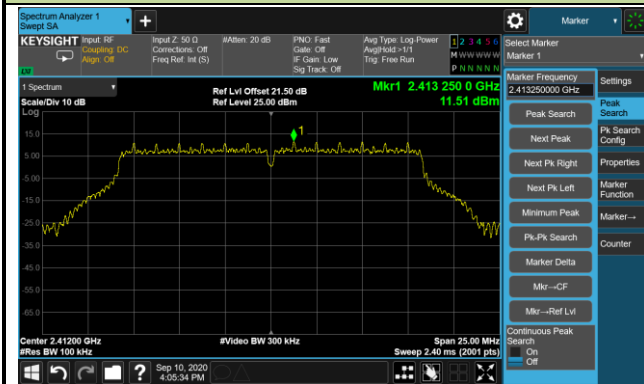 Spectrum Analyzer 1
Swept SA
Marker
KEYSIGHT
Input: RF
Coupling: DC
Align: Off
Input Z: 50 Ω
Corrections: Off
Freq Ref: Int (S)
#Atten: 20 dB
PNO: Fast
Gate: Off
IF Gain: Low
Sig Track: Off
Avg Type: Log-Power
Avg|Hold:>1/1
Trig: Free Run
1 2 3 4 5 6
M W W W W W
P N N N N N
Select Marker
Marker 1
1 Spectrum
Scale/Div 10 dB
Log
Ref Lvl Offset 21.50 dB
Ref Level 25.00 dBm
Mkr1 2.413 250 0 GHz
11.51 dBm
1
15.0
5.00
-5.00
-15.0
-25.0
-35.0
-45.0
-55.0
-65.0
Center 2.41200 GHz
#Res BW 100 kHz
#Video BW 300 kHz
Span 25.00 MHz
Sweep 2.40 ms (2001 pts)
Marker Frequency
2.413250000 GHz
Peak Search
Next Peak
Next Pk Right
Next Pk Left
Minimum Peak
Pk-Pk Search
Marker Delta
Mkr→CF
Mkr→Ref Lvl
Continuous Peak
Search
On
Off
Settings
Peak
Search
Pk Search
Config
Properties
Marker
Function
Marker→
Counter
Sep 10, 2020
4:05:34 PM